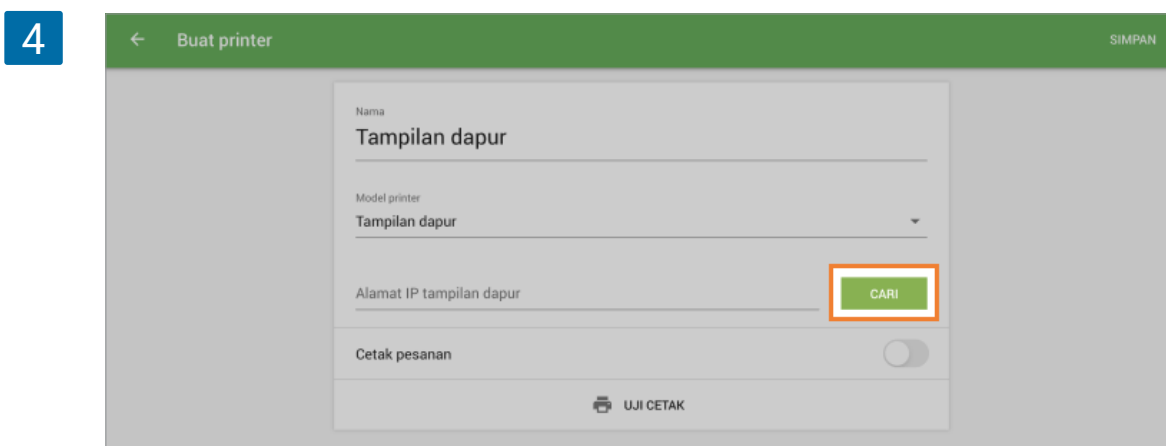 4
Buat printer
SIMPAN
Nama
Tampilan dapur
Model printer
Tampilan dapur
Alamat IP tampilan dapur
CARI
Cetak pesanan
UJI CETAK